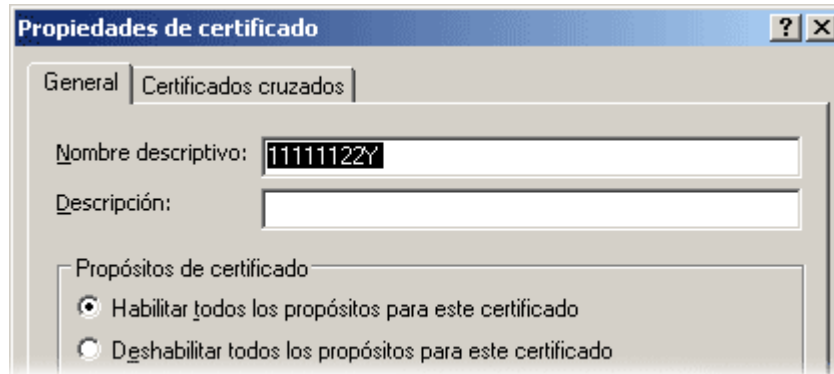 Propiedades de certificado
General Certificados cruzados
Nombre descriptivo: 11111122Y
Descripción:
Propósitos de certificado
Habilitar todos los propósitos para este certificado
Deshabilitar todos los propósitos para este certificado